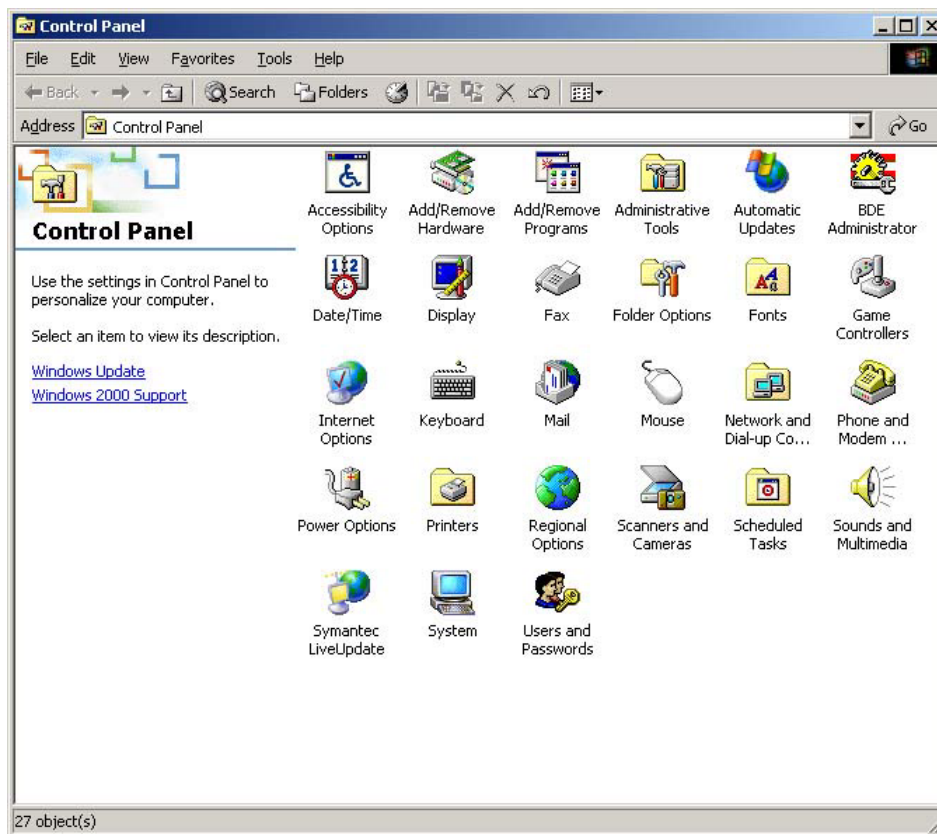 Control Panel
File Edit View Favorites Tools Help
Back Search Folders
Address Control Panel Go
Control Panel
Use the settings in Control Panel to
personalize your computer.
Select an item to view its description.
Windows Update
Windows 2000 Support
Accessibility
Options
Add/Remove
Hardware
Add/Remove
Programs
Administrative
Tools
Automatic
Updates
BDE
Administrator
Date/Time
Display
Fax
Folder Options
Fonts
Game
Controllers
Internet
Options
Keyboard
Mail
Mouse
Network and
Dial-up Co...
Phone and
Modem ...
Power Options
Printers
Regional
Options
Scanners and
Cameras
Scheduled
Tasks
Sounds and
Multimedia
Symantec
LiveUpdate
System
Users and
Passwords
27 object(s)